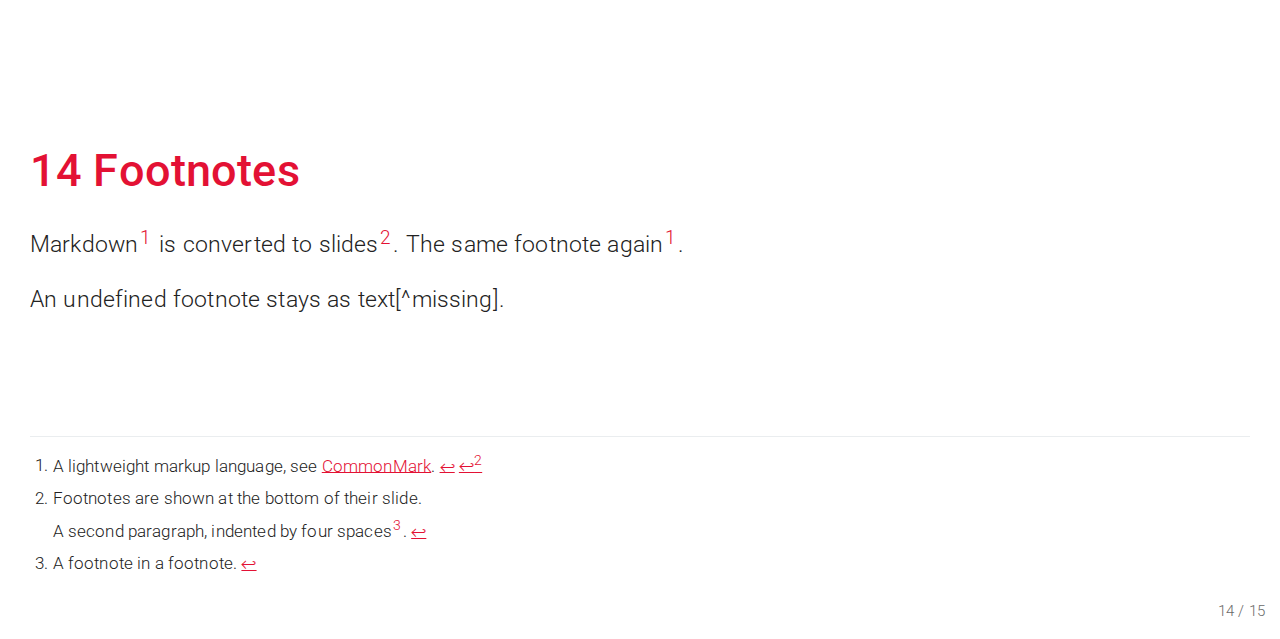 14 Footnotes
Markdown1 is converted to slides2. The same footnote again1.
An undefined footnote stays as text[^missing].
1. A lightweight markup language, see CommonMark. ↩ ↩2
2. Footnotes are shown at the bottom of their slide.
A second paragraph, indented by four spaces3. ↩
3. A footnote in a footnote. ↩
14 / 15